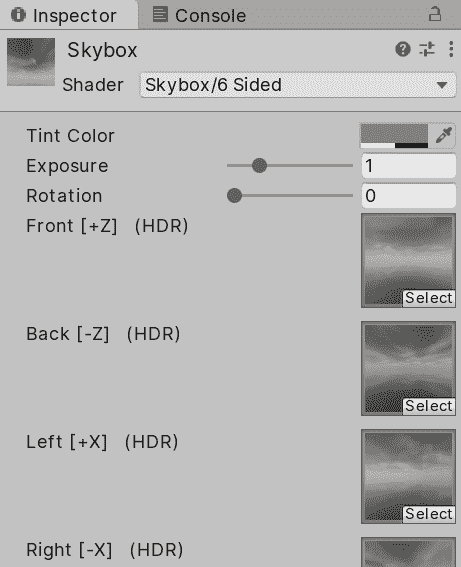 Inspector Console
Skybox
Shader Skybox/6 Sided
Tint Color
Exposure 1
Rotation 0
Front [+Z] (HDR)
Select
Back [-Z] (HDR)
Select
Left [+X] (HDR)
Select
Right [-X] (HDR)